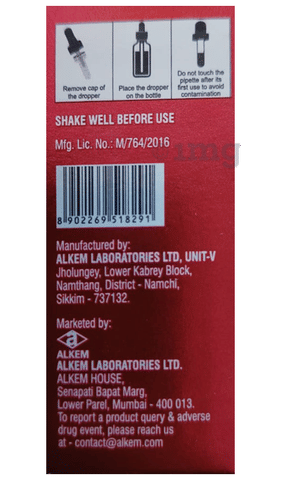 Remove cap of
the dropper
Place the dropper
on the bottle
Do not touch the
pipette after its
first use to avoid
contamination
SHAKE WELL BEFORE USE
Mfg. Lic. No.: M/764/2016
1mg
8 902269 518291
Manufactured by:
ALKEM LABORATORIES LTD, UNIT-V
Jholungey, Lower Kabrey Block,
Namthang, District - Namchi,
Sikkim - 737132.
Marketed by:
a
ALKEM
ALKEM LABORATORIES LTD.
ALKEM HOUSE,
Senapati Bapat Marg,
Lower Parel, Mumbai - 400 013.
To report a product query & adverse
drug event, please reach us
at - contact@alkem.com